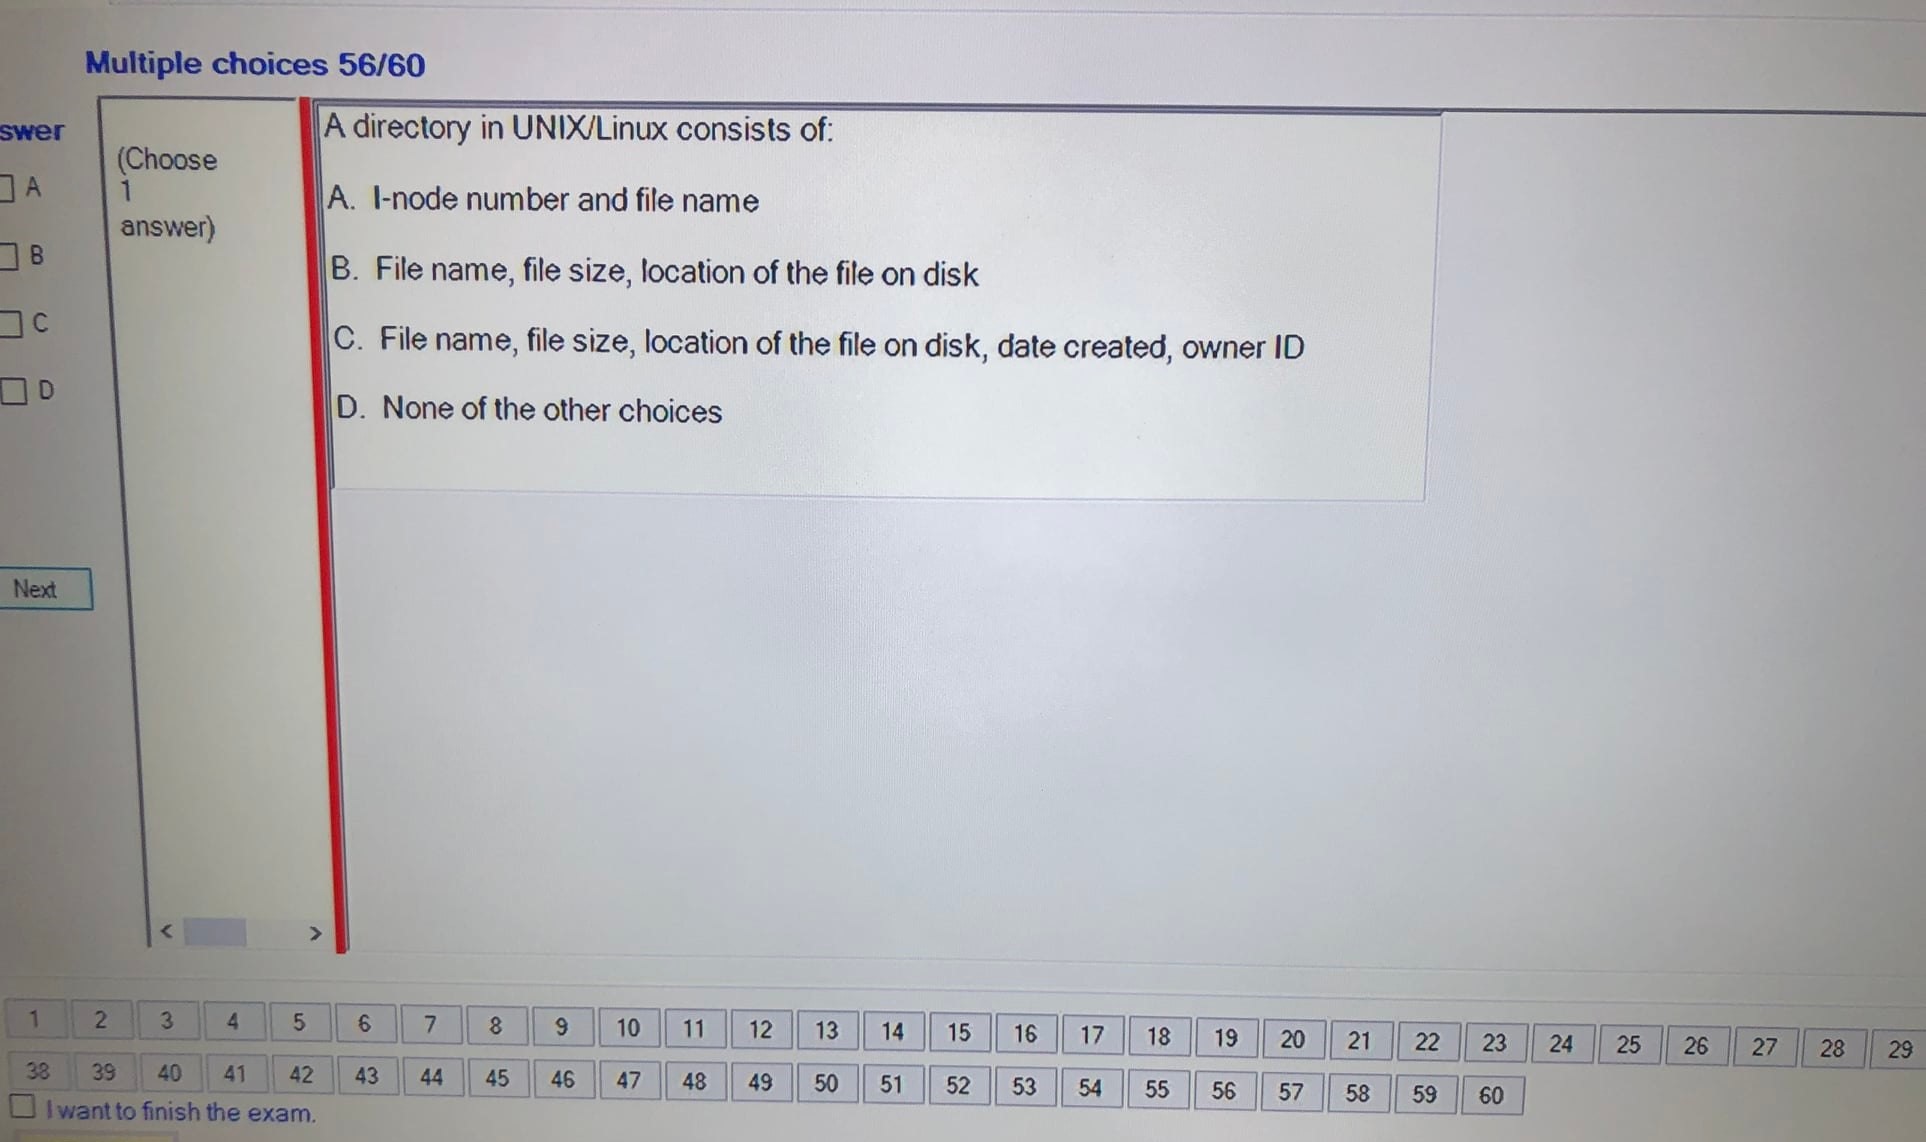 Multiple choices 56/60
swer
A
B
C
D
Next
(Choose
1
answer)
A directory in UNIX/Linux consists of:
A. I-node number and file name
B. File name, file size, location of the file on disk
C. File name, file size, location of the file on disk, date created, owner ID
D. None of the other choices
1 2 3 4 5 6 7 8 9 10 11 12 13 14 15 16 17 18 19 20 21 22 23 24 25 26 27 28 29
38 39 40 41 42 43 44 45 46 47 48 49 50 51 52 53 54 55 56 57 58 59 60
I want to finish the exam.